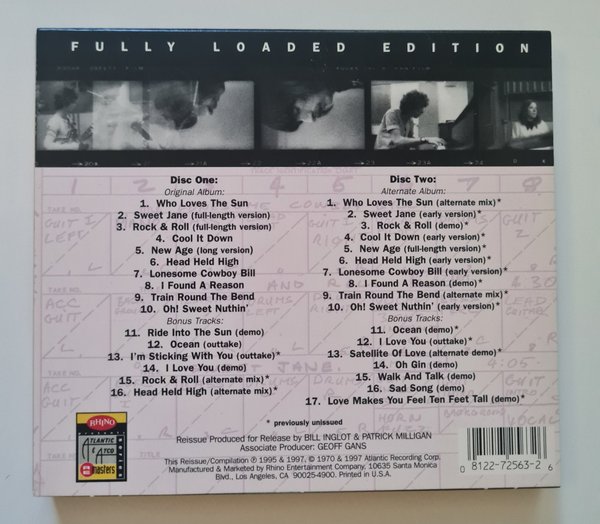 FULLY LOADED EDITION
20A 21 21A 22 22A 23 23A 24
Disc One:
Original Album:
1. Who Loves The Sun
2. Sweet Jane (full-length version)
3. Rock & Roll (full-length version)
4. Cool It Down
5. New Age (long version)
6. Head Held High
7. Lonesome Cowboy Bill
8. I Found A Reason
9. Train Round The Bend
10. Oh! Sweet Nuthin'
Bonus Tracks:
11. Ride Into The Sun (demo)
12. Ocean (outtake)
13. I'm Sticking With You (outtake)*
14. I Love You (demo)
15. Rock & Roll (alternate mix)*
16. Head Held High (alternate mix)*
Disc Two:
Alternate Album:
1. Who Loves The Sun (alternate mix)*
2. Sweet Jane (early version)*
3. Rock & Roll (demo)*
4. Cool It Down (early version)*
5. New Age (full-length version)*
6. Head Held High (early version)*
7. Lonesome Cowboy Bill (early version)*
8. I Found A Reason (demo)*
9. Train Round The Bend (alternate mix)*
10. Oh! Sweet Nuthin' (early version)*
Bonus Tracks:
11. Ocean (demo)*
12. I Love You (outtake)*
13. Satellite Of Love (alternate demo)*
14. Oh Gin (demo)*
15. Walk And Talk (demo)*
16. Sad Song (demo)*
17. Love Makes You Feel Ten Feet Tall (demo)*
* previously unissued
Reissue Produced for Release by BILL INGLOT & PATRICK MILLIGAN
Associate Producer: GEOFF GANS
This Reissue/Compilation ℗ 1995 & 1997. © 1970 & 1997 Atlantic Recording Corp.
Manufactured & Marketed by Rhino Entertainment Company, 10635 Santa Monica
Blvd., Los Angeles, CA 90025-4900. Printed in U.S.A.
RHINO
ATLANTIC
& ATCO
Remasters
0 8122-72563-2 6